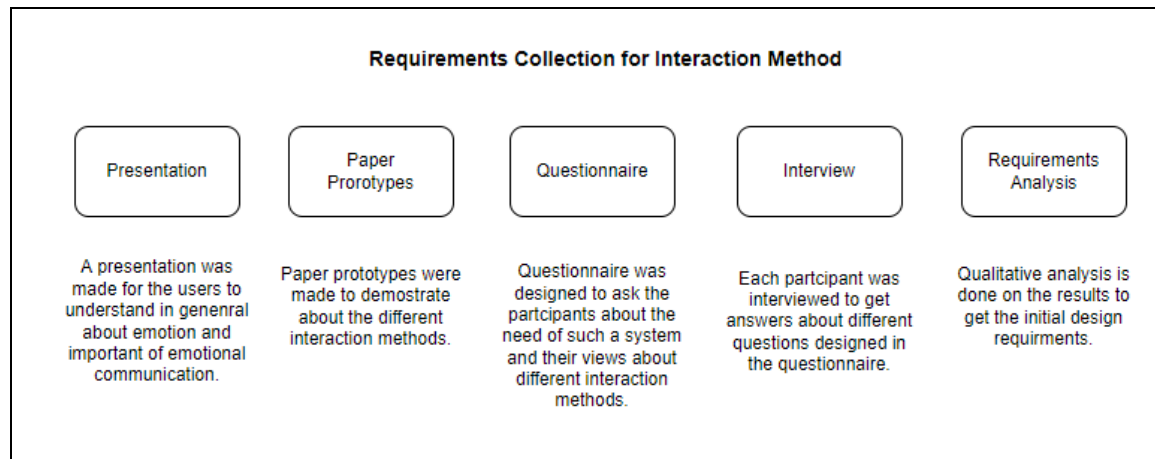 Requirements Collection for Interaction Method
Presentation
Paper
Prorotypes
Questionnaire
Interview
Requirements
Analysis
A presentation was
made for the users to
understand in genenral
about emotion and
important of emotional
communication.
Paper prototypes were
made to demostrate
about the different
interaction methods.
Questionnaire was
designed to ask the
partcipants about the
need of such a system
and their views about
different interaction
methods.
Each partcipant was
interviewed to get
answers about different
questions designed in
the questionnaire.
Qualitative analysis is
done on the results to
get the initial design
requirments.